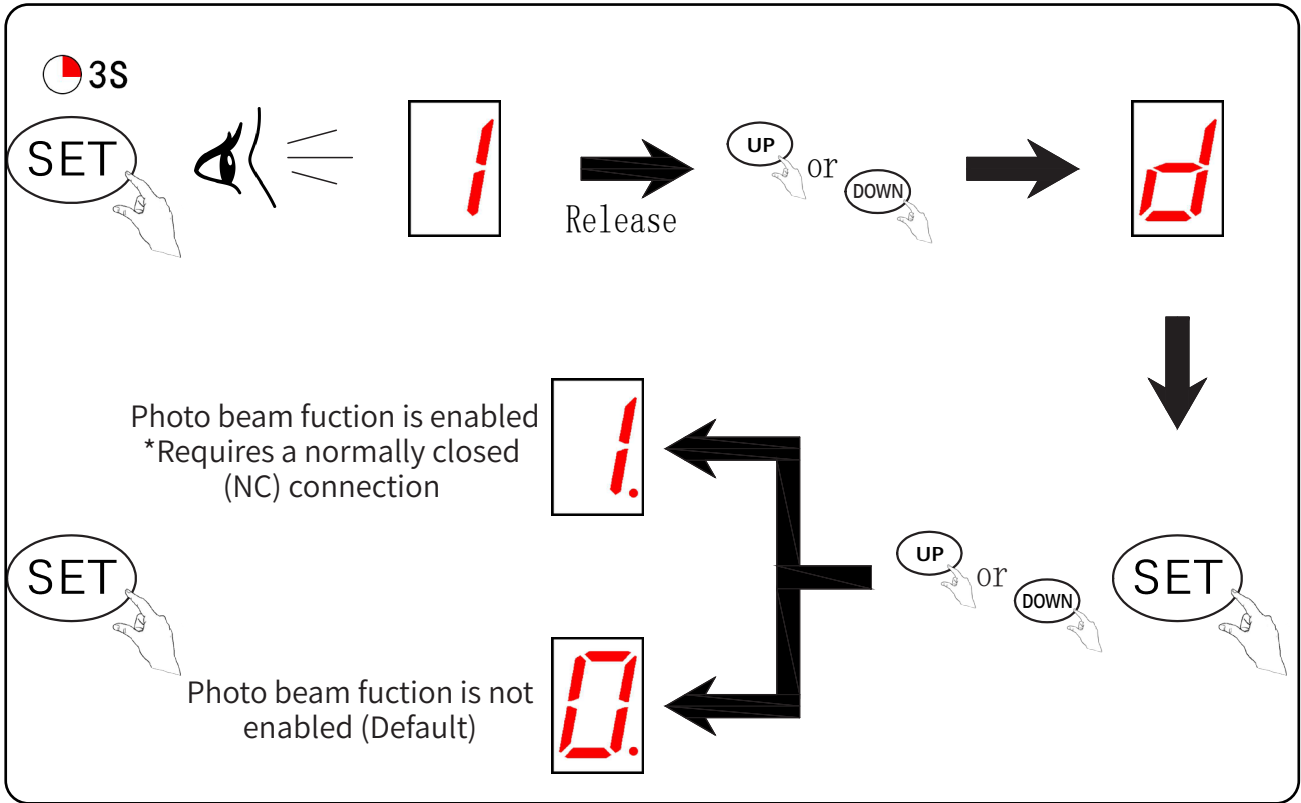 3S
SET
1
Release
UP
or
DOWN
d
Photo beam fuction is enabled
*Requires a normally closed
(NC) connection
1.
UP
or
DOWN
SET
SET
Photo beam fuction is not
enabled (Default)
0.